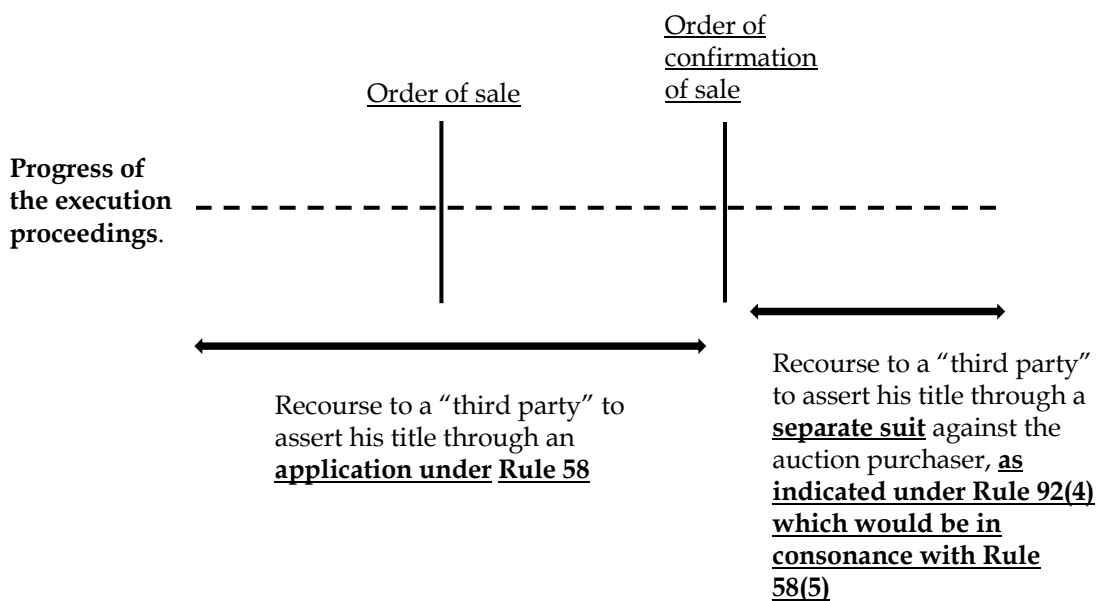 Order of
confirmation
of sale
Order of sale
Progress of
the execution
proceedings.
Recourse to a “third party” to
assert his title through an
application under Rule 58
Recourse to a “third party”
to assert his title through a
separate suit against the
auction purchaser, as
indicated under Rule 92(4)
which would be in
consonance with Rule
58(5)